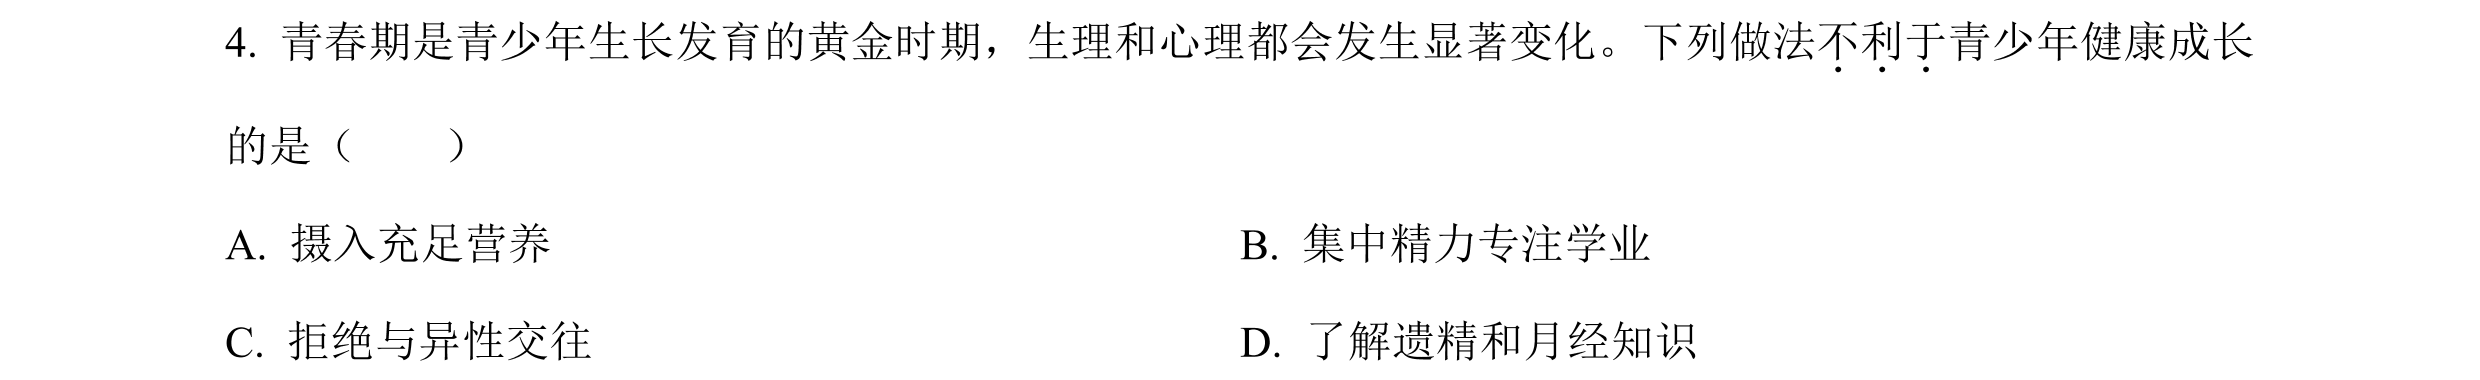 4. 青春期是青少年生长发育的黄金时期，生理和心理都会发生显著变化。下列做法不利于青少年健康成长
的是（　　）
A. 摄入充足营养　　B. 集中精力专注学业
C. 拒绝与异性交往　　D. 了解遗精和月经知识